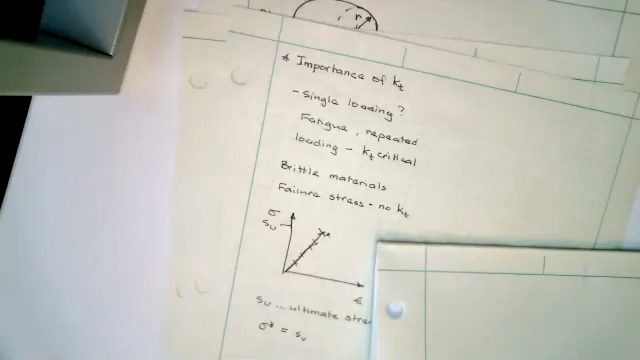 r
* Importance of kt
- Single loading?
Fatigue, repeated
loading - kt critical
Brittle materials
Failure stress - no kt
σ
Su
ε
Su ... ultimate
σ* = Su